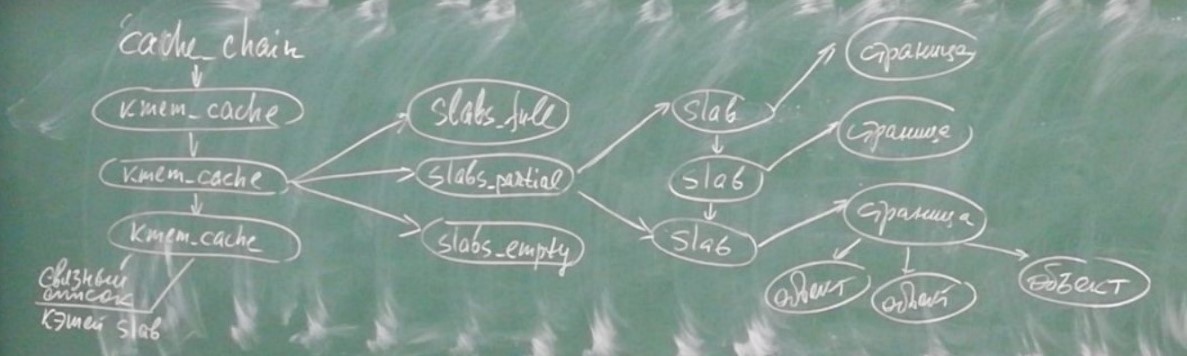 cache_chain
kmem_cache
kmem_cache
kmem_cache
связный
список
кэшей slab
slabs_full
slabs_partial
slabs_empty
slab
slab
slab
страница
страница
страница
объект
объект
объект